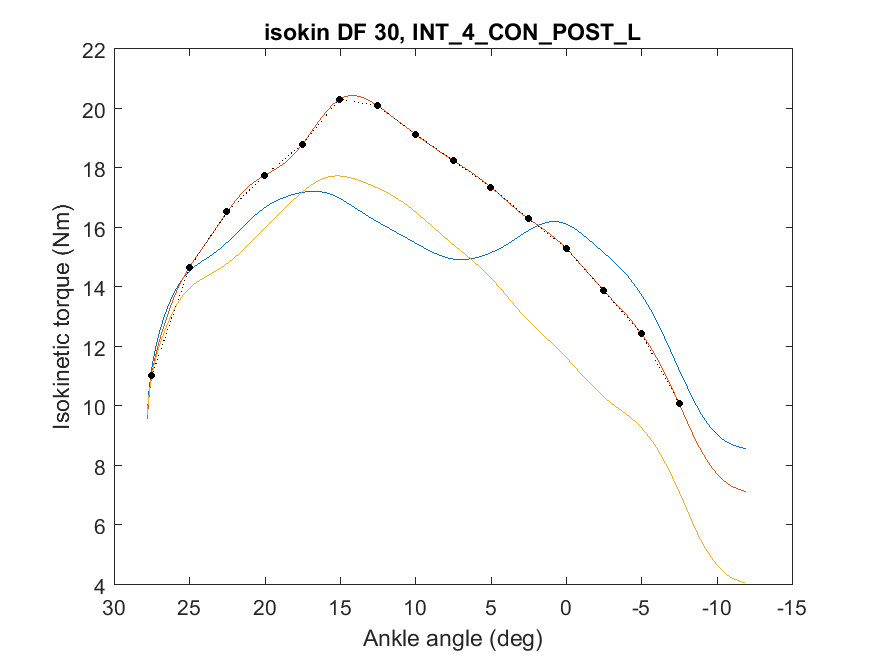 isokin DF 30, INT_4_CON_POST_L
22
20
18
16
14
12
10
8
6
4
Isokinetic torque (Nm)
30 25 20 15 10 5 0 -5 -10 -15
Ankle angle (deg)